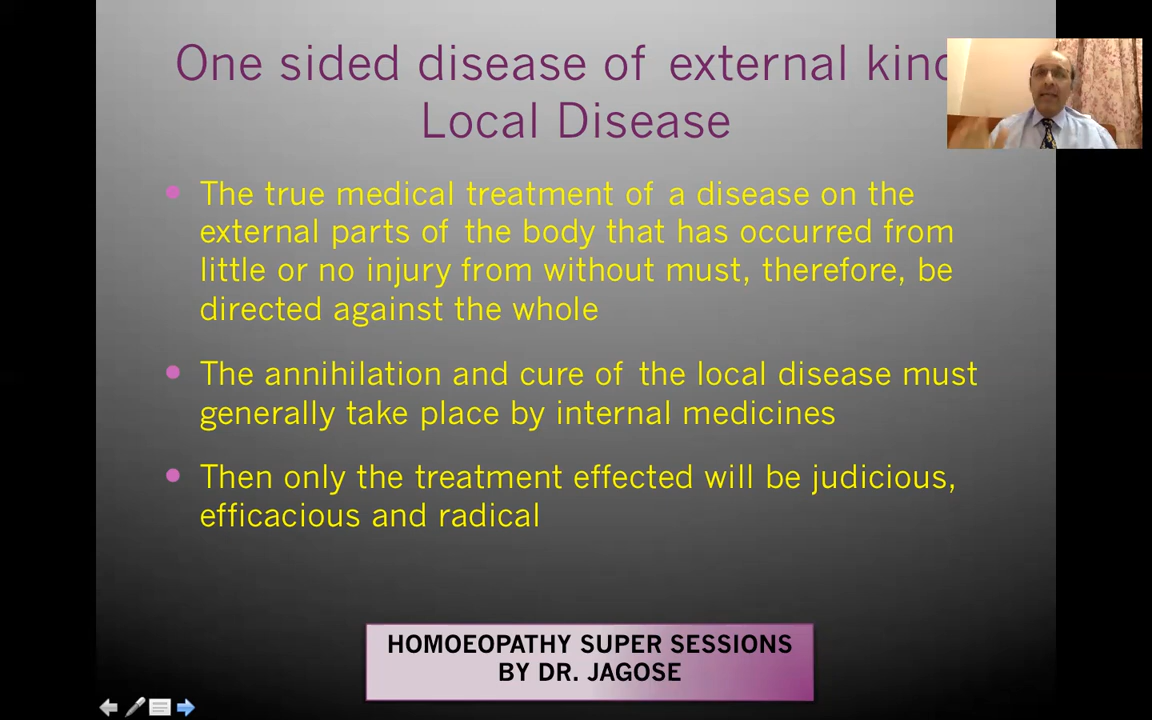 One sided disease of external kind
Local Disease
The true medical treatment of a disease on the
external parts of the body that has occurred from
little or no injury from without must, therefore, be
directed against the whole
The annihilation and cure of the local disease must
generally take place by internal medicines
Then only the treatment effected will be judicious,
efficacious and radical
HOMOEOPATHY SUPER SESSIONS
BY DR. JAGOSE